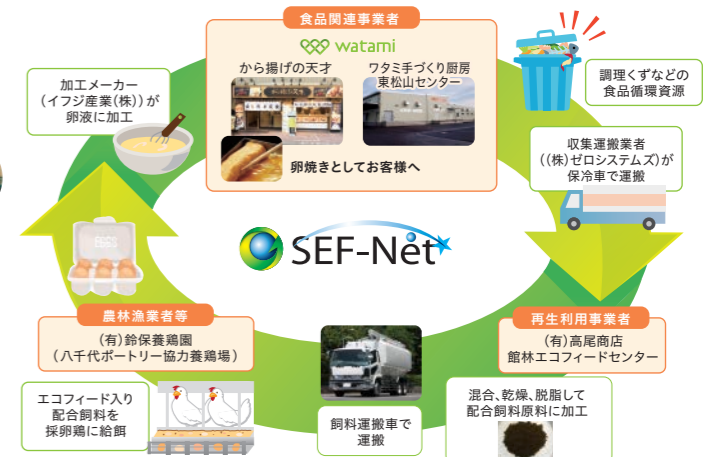 食品関連事業者
watami
から揚げの天才
ワタミ手づくり厨房
東松山センター
卵焼きとしてお客様へ
調理くずなどの
食品循環資源
収集運搬業者
((株)ゼロシステムズ)が
保冷車で運搬
SEF-Net
再生利用事業者
(有)高尾商店
館林エコフィードセンター
混合、乾燥、脱脂して
配合飼料原料に加工
飼料運搬車で
運搬
農林漁業者等
(有)鈴保養鶏園
(八千代ポートリー協力養鶏場)
エコフィード入り
配合飼料を
採卵鶏に給餌
加工メーカー
(イフジ産業(株))が
卵液に加工